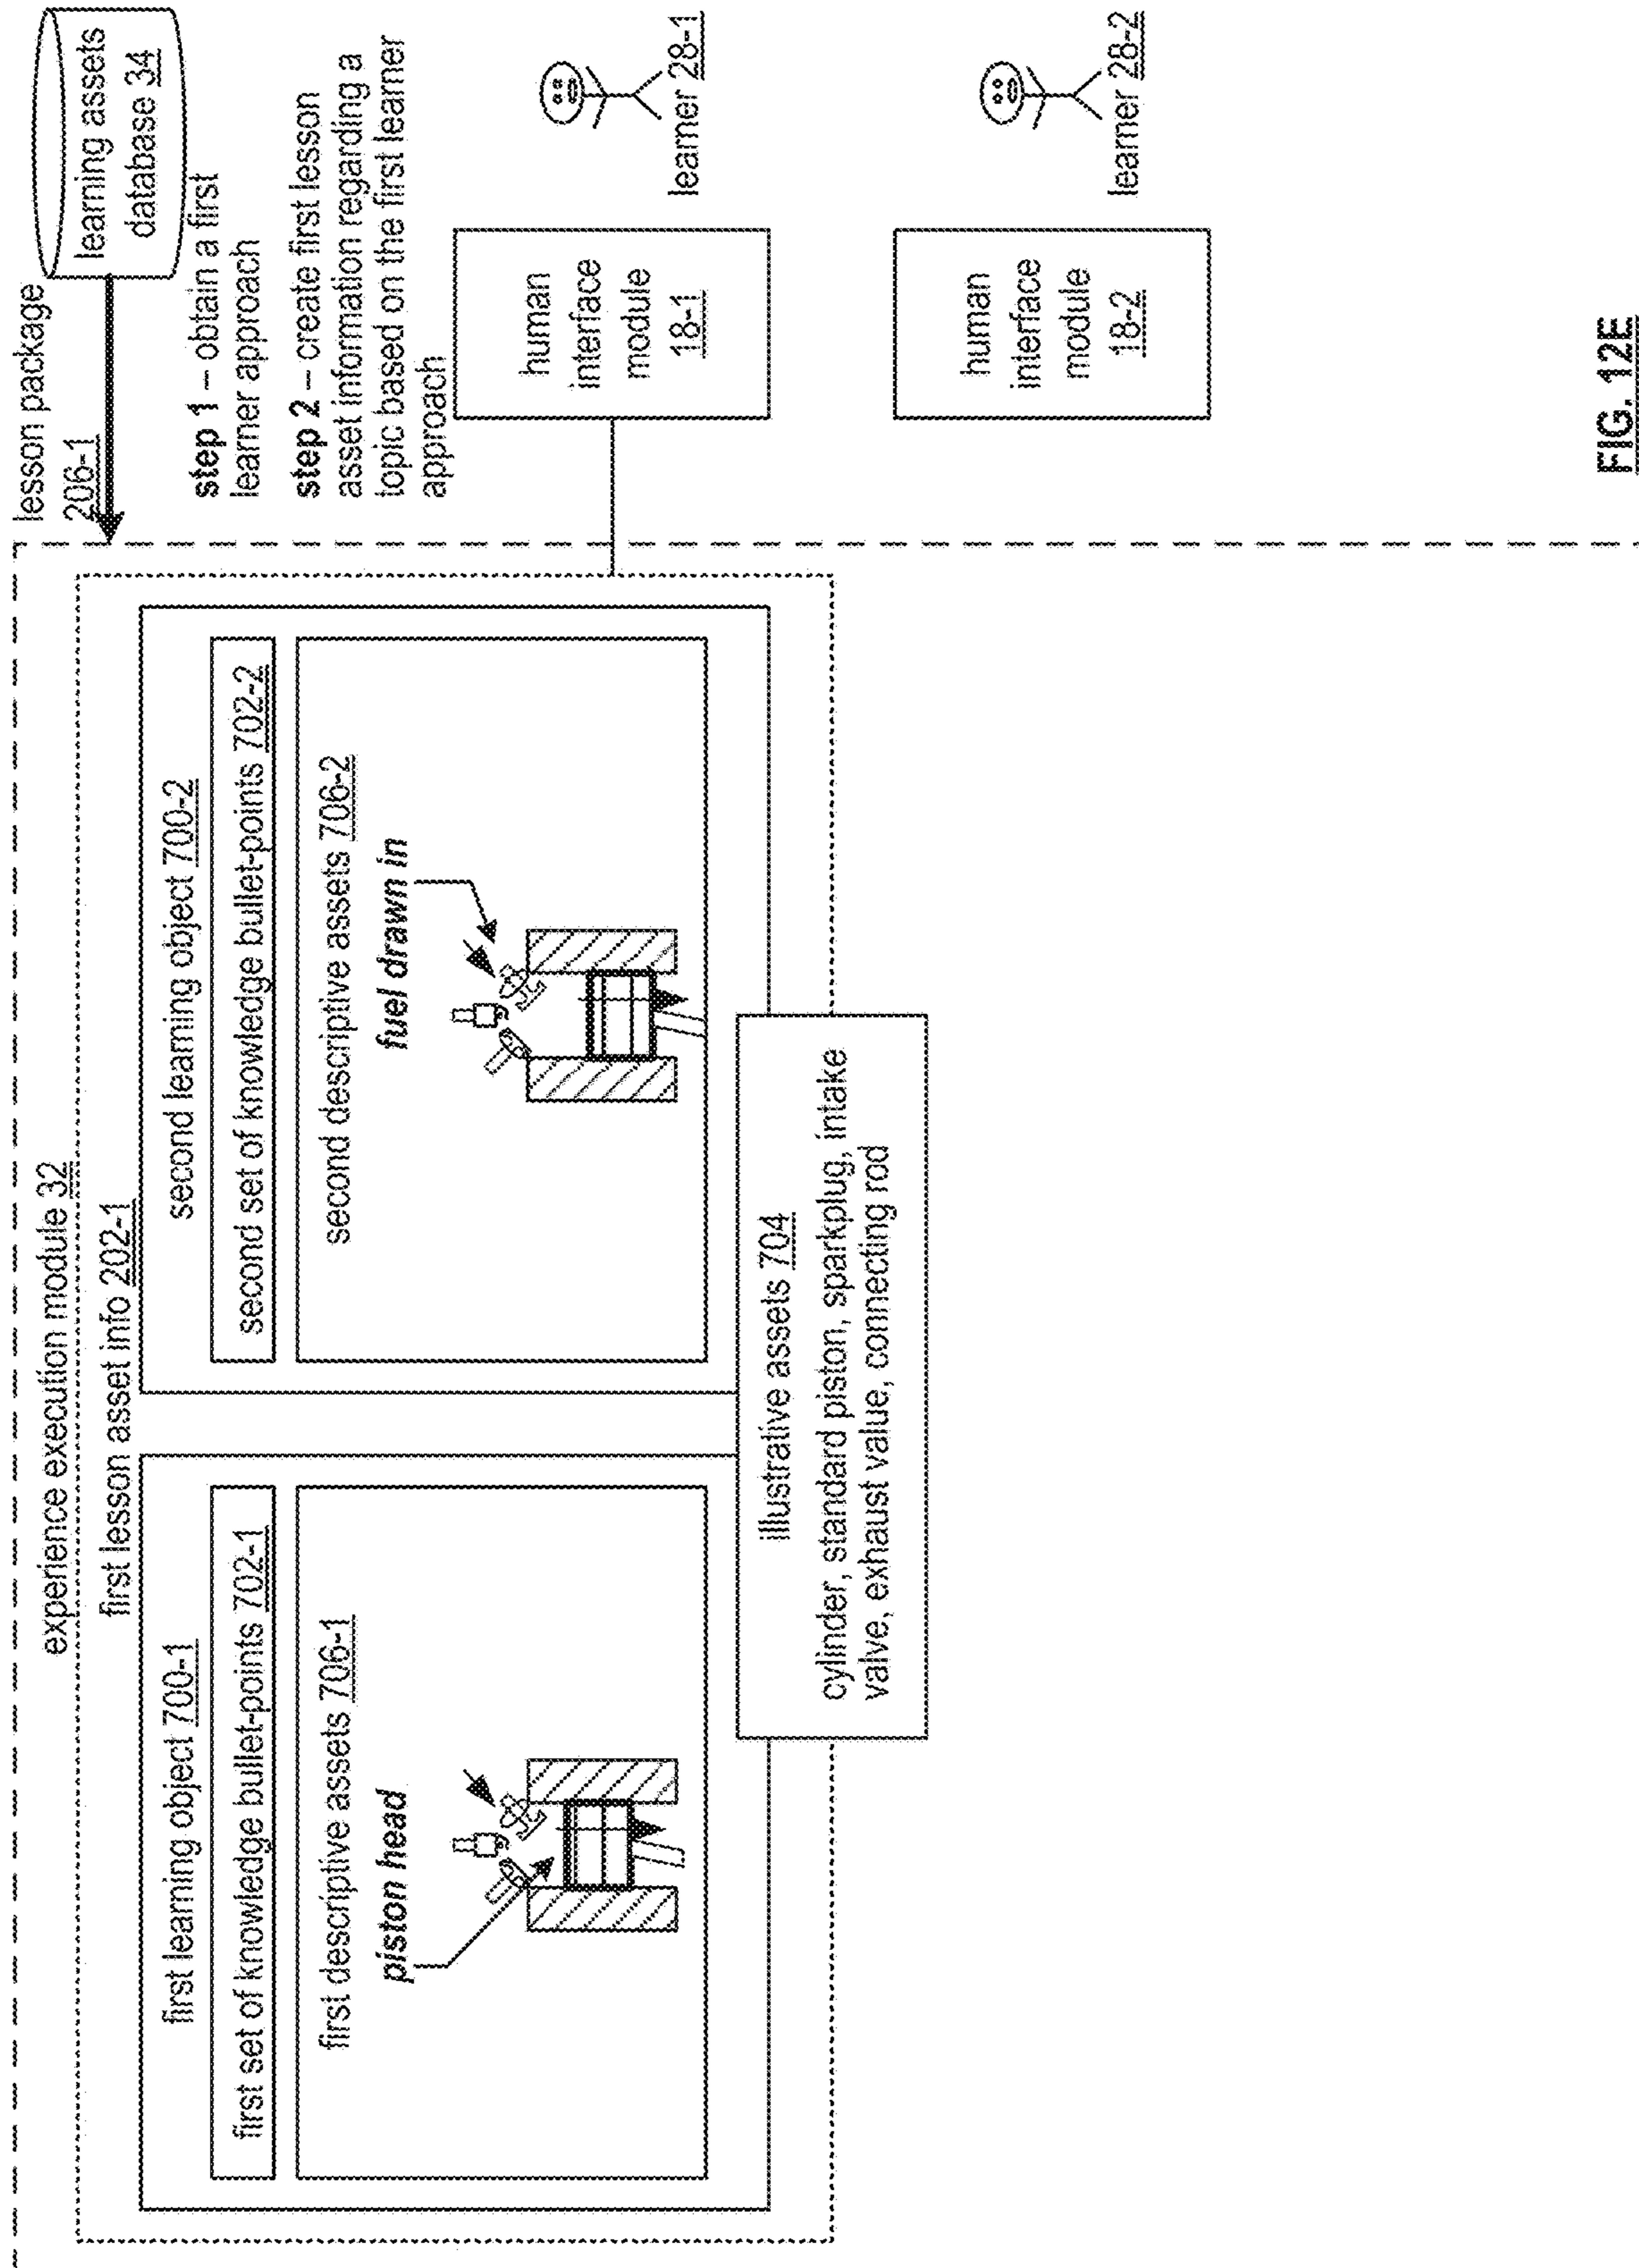 experience execution module 32
first lesson asset info 202-1
first learning object 700-1
first set of knowledge bullet-points 702-1
first descriptive assets 706-1
piston head
second learning object 700-2
second set of knowledge bullet-points 702-2
second descriptive assets 706-2
fuel drawn in
illustrative assets 704
cylinder, standard piston, sparkplug, intake
valve, exhaust value, connecting rod
lesson package
206-1
learning assets
database 34
step 1 – obtain a first
learner approach
step 2 – create first lesson
asset information regarding a
topic based on the first learner
approach
human
interface
module
18-1
learner 28-1
human
interface
module
18-2
learner 28-2
FIG. 12E